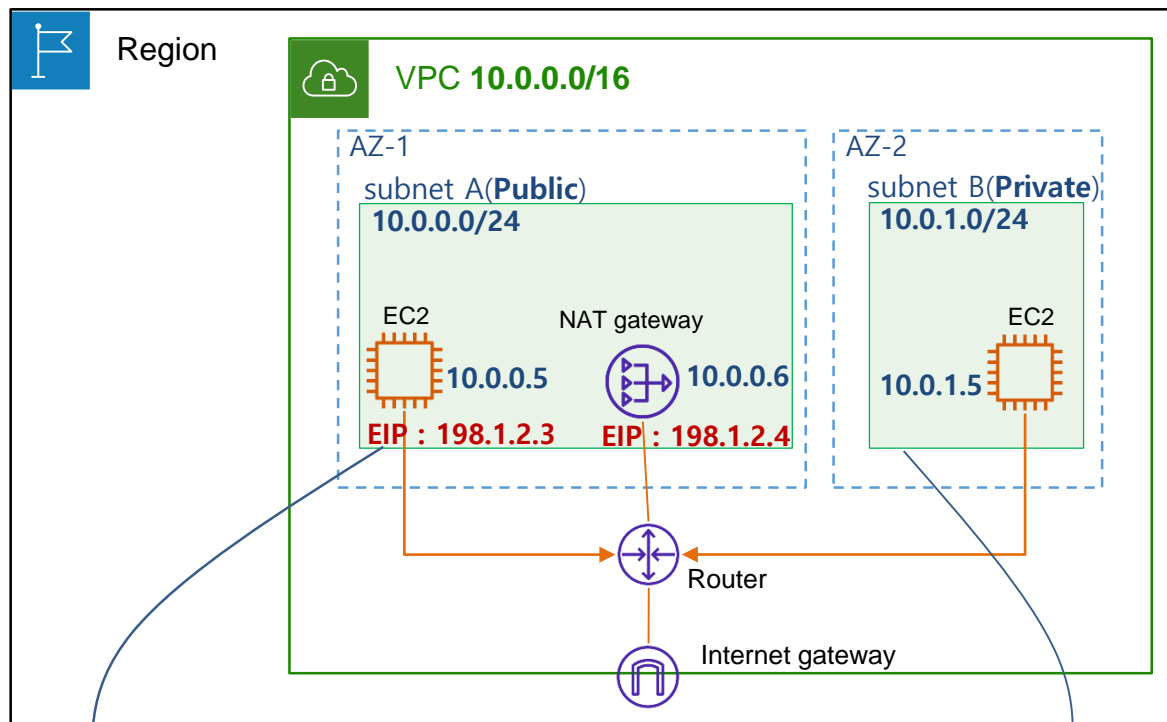 Region
VPC 10.0.0.0/16
AZ-1
subnet A(Public)
10.0.0.0/24
EC2
10.0.0.5
EIP : 198.1.2.3
NAT gateway
10.0.0.6
EIP : 198.1.2.4
AZ-2
subnet B(Private)
10.0.1.0/24
EC2
10.0.1.5
Router
Internet gateway